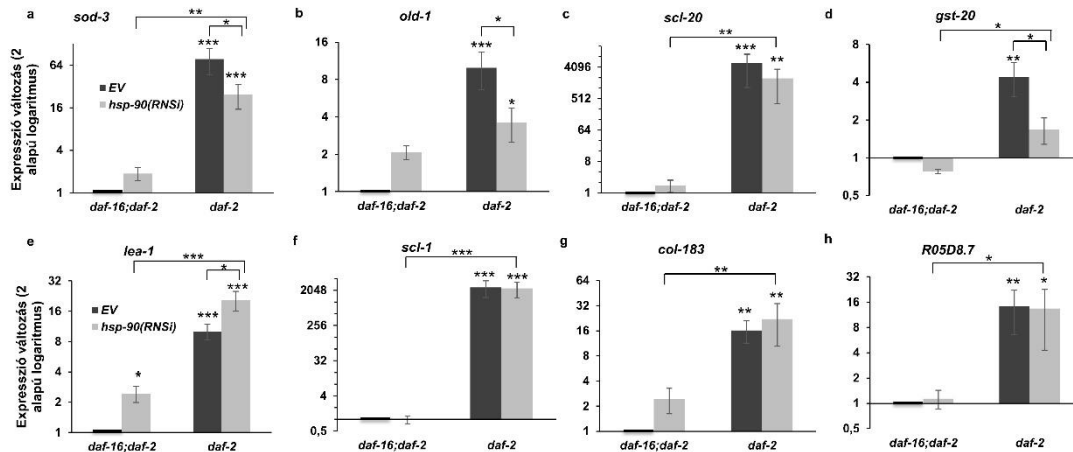 a sod-3
Expresszió változás (2 alapú logaritmus)
** * *** ***
64
16
4
1
EV
hsp-90(RNSi)
daf-16;daf-2 daf-2
b old-1
* *** *
16
8
4
2
1
daf-16;daf-2 daf-2
c scl-20
** *** **
4096
512
64
8
1
daf-16;daf-2 daf-2
d gst-20
* * **
8
4
2
1
0,5
daf-16;daf-2 daf-2
e lea-1
Expresszió változás (2 alapú logaritmus)
*** * *** *** *
32
16
8
4
2
1
EV
hsp-90(RNSi)
daf-16;daf-2 daf-2
f scl-1
*** *** ***
2048
256
32
4
0,5
daf-16;daf-2 daf-2
g col-183
** ** **
64
32
16
8
4
2
1
daf-16;daf-2 daf-2
h R05D8.7
* ** *
32
16
8
4
2
1
0,5
daf-16;daf-2 daf-2